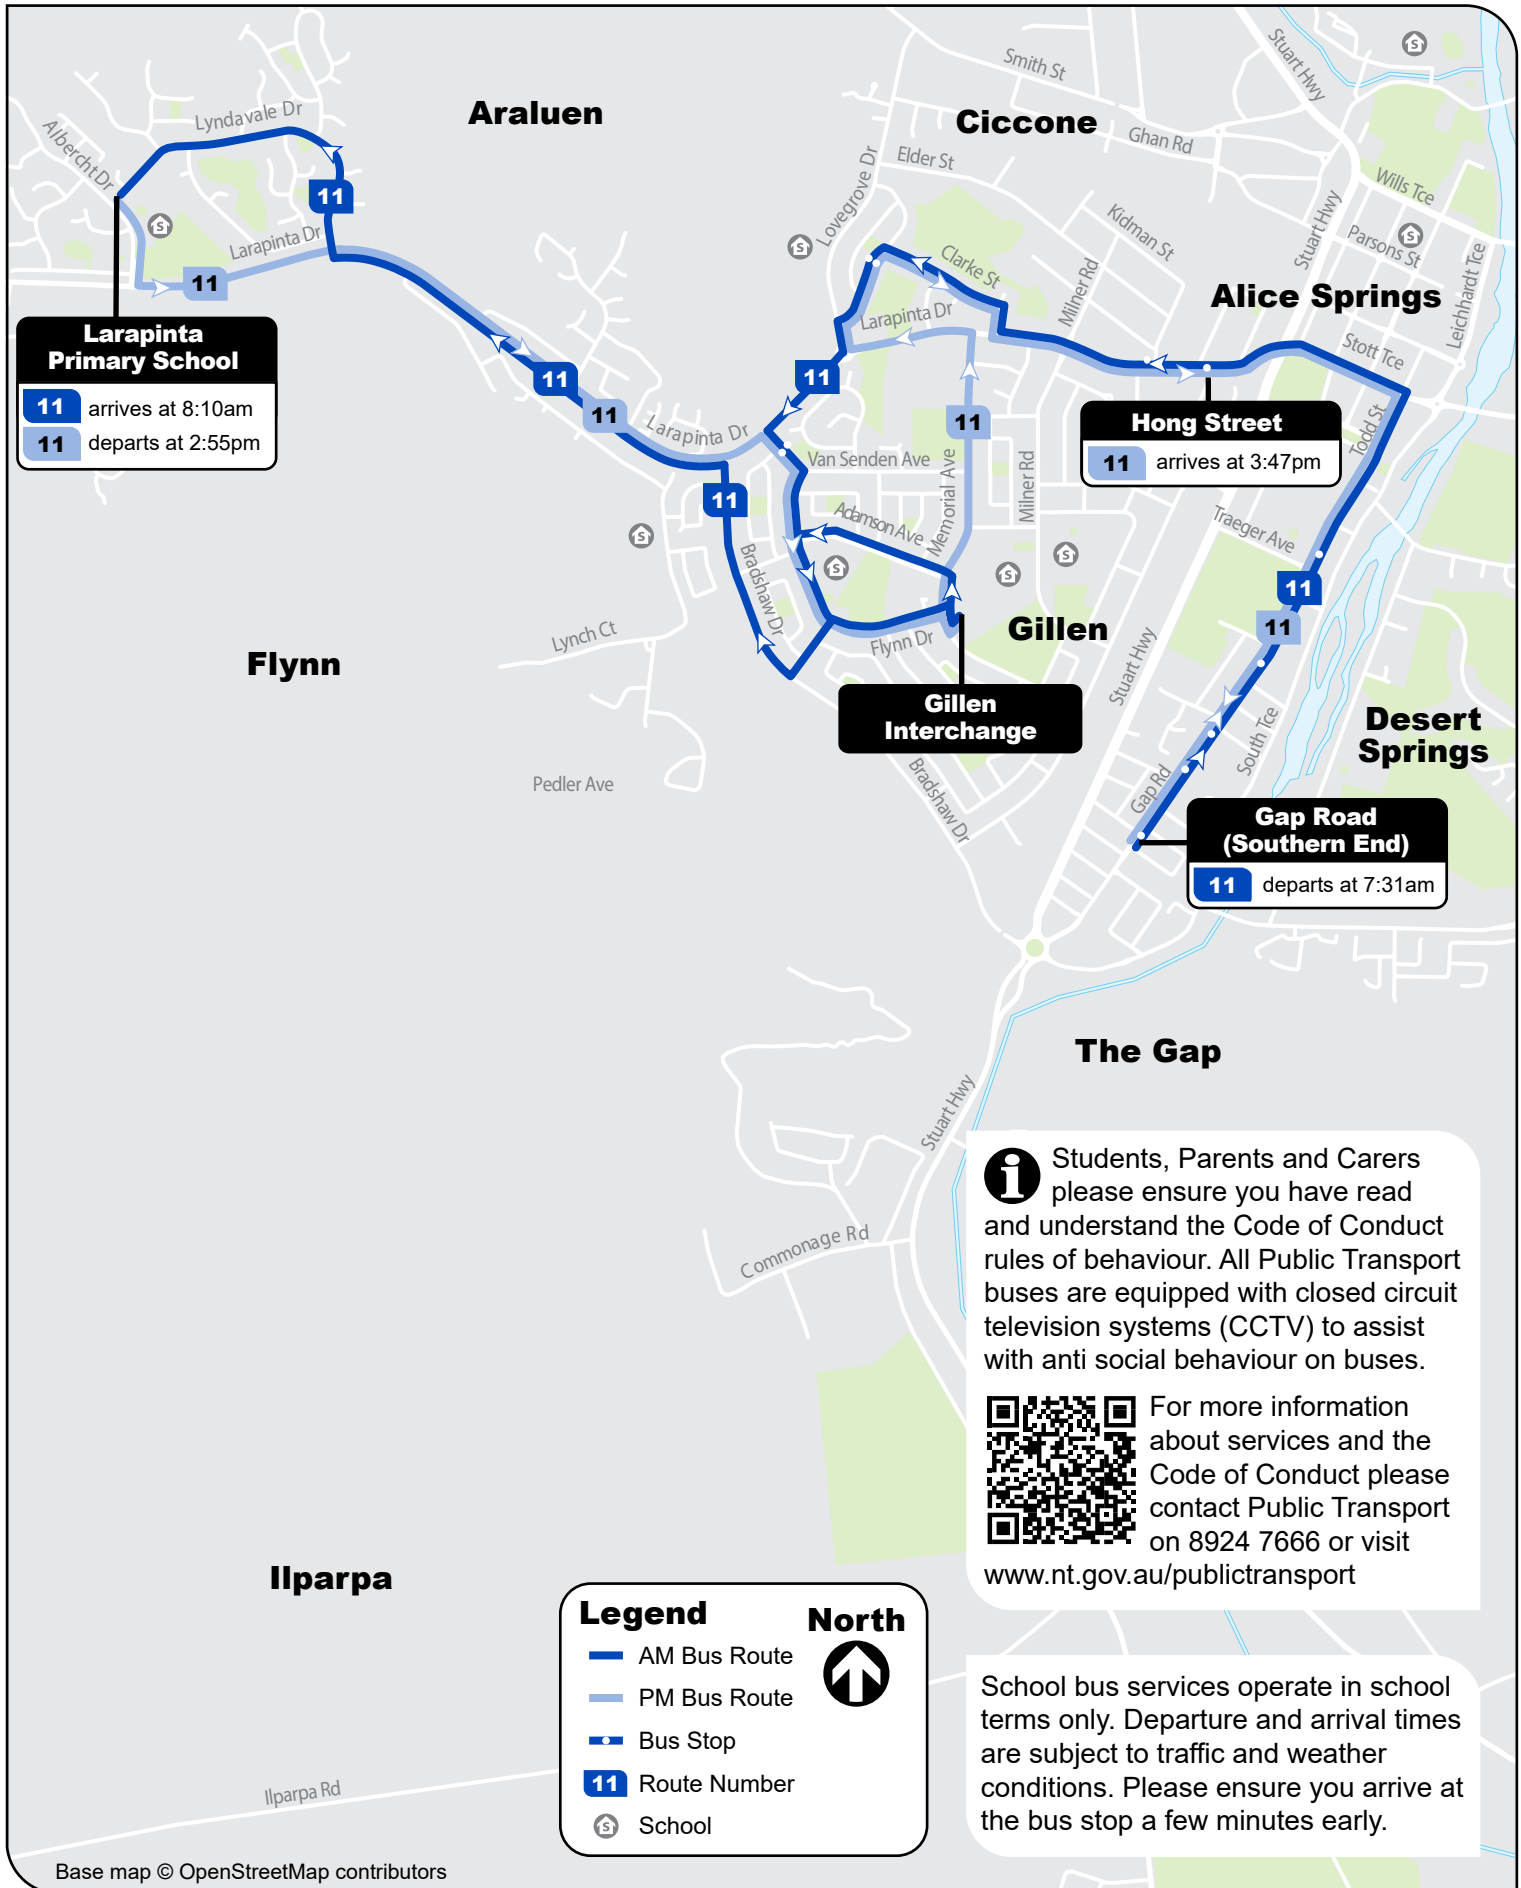 Stuart Hwy
Smith St
Araluen
Ciccone
Lyndavale Dr
Albercht Dr
Ghan Rd
Elder St
Lovegrove Dr
Wills Tce
11
Kidman St
Stuart Hwy
Parsons St
Larapinta Dr
Clarke St
Milner Rd
Leichhardt Tce
11
Alice Springs
Larapinta Dr
Stott Tce
Larapinta
Primary School
11 arrives at 8:10am
11 departs at 2:55pm
11
11
11
11
Hong Street
11 arrives at 3:47pm
Todd St
Larapinta Dr
Van Senden Ave
Memorial Ave
Milner Rd
11
Adamson Ave
Traeger Ave
Bradshaw Dr
11
11
Lynch Ct
Flynn Dr
Gillen
Flynn
Stuart Hwy
Gillen
Interchange
Desert
Springs
South Tce
Pedler Ave
Gap Rd
Bradshaw Dr
Gap Road
(Southern End)
11 departs at 7:31am
The Gap
Stuart Hwy
Commonage Rd
i
Students, Parents and Carers
please ensure you have read
and understand the Code of Conduct
rules of behaviour. All Public Transport
buses are equipped with closed circuit
television systems (CCTV) to assist
with anti social behaviour on buses.
For more information
about services and the
Code of Conduct please
contact Public Transport
on 8924 7666 or visit
www.nt.gov.au/publictransport
Ilparpa
Legend
North
AM Bus Route
PM Bus Route
Bus Stop
11 Route Number
S School
School bus services operate in school
terms only. Departure and arrival times
are subject to traffic and weather
conditions. Please ensure you arrive at
the bus stop a few minutes early.
Ilparpa Rd
Base map © OpenStreetMap contributors